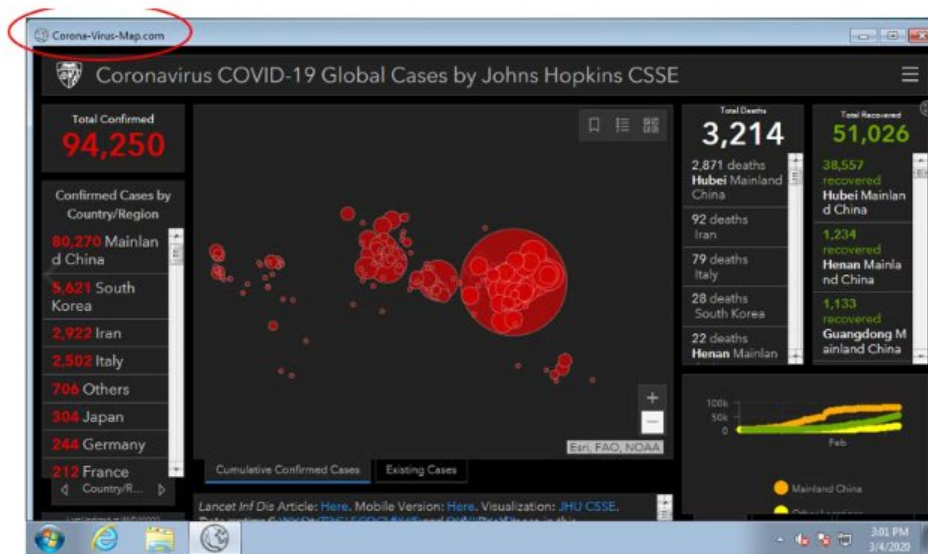 Corona-Virus-Map.com
Coronavirus COVID-19 Global Cases by Johns Hopkins CSSE
Total Confirmed
94,250
Confirmed Cases by
Country/Region
80,270 Mainlan
d China
5,621 South
Korea
2,922 Iran
2,502 Italy
706 Others
304 Japan
244 Germany
212 France
Country/R...
Esri, FAO, NOAA
Cumulative Confirmed Cases
Existing Cases
Lancet Inf Dis Article: Here. Mobile Version: Here. Visualization: JHU CSSE.
Total Deaths
3,214
2,871 deaths
Hubei Mainland
China
92 deaths
Iran
79 deaths
Italy
28 deaths
South Korea
22 deaths
Henan Mainlan
Total Recovered
51,026
38,557
recovered
Hubei Mainlan
d China
1,234
recovered
Henan Mainla
nd China
1,133
recovered
Guangdong M
ainland China
100k
50k
0
Feb
Mainland China
Other Locations
3:01 PM
3/4/2020